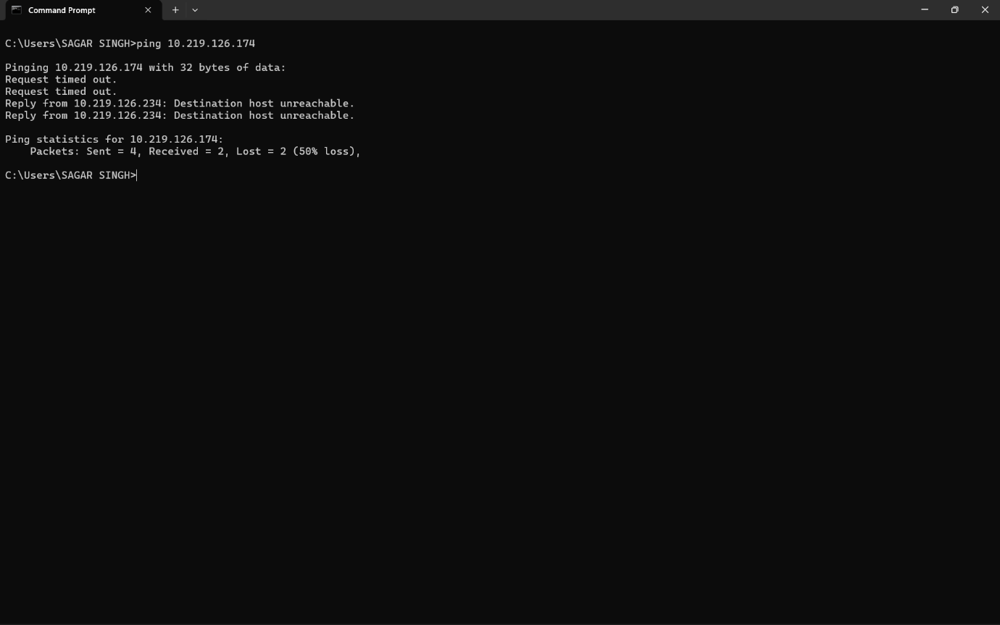 Command Prompt
C:\Users\SAGAR SINGH>ping 10.219.126.174
Pinging 10.219.126.174 with 32 bytes of data:
Request timed out.
Request timed out.
Reply from 10.219.126.234: Destination host unreachable.
Reply from 10.219.126.234: Destination host unreachable.
Ping statistics for 10.219.126.174:
    Packets: Sent = 4, Received = 2, Lost = 2 (50% loss),
C:\Users\SAGAR SINGH>